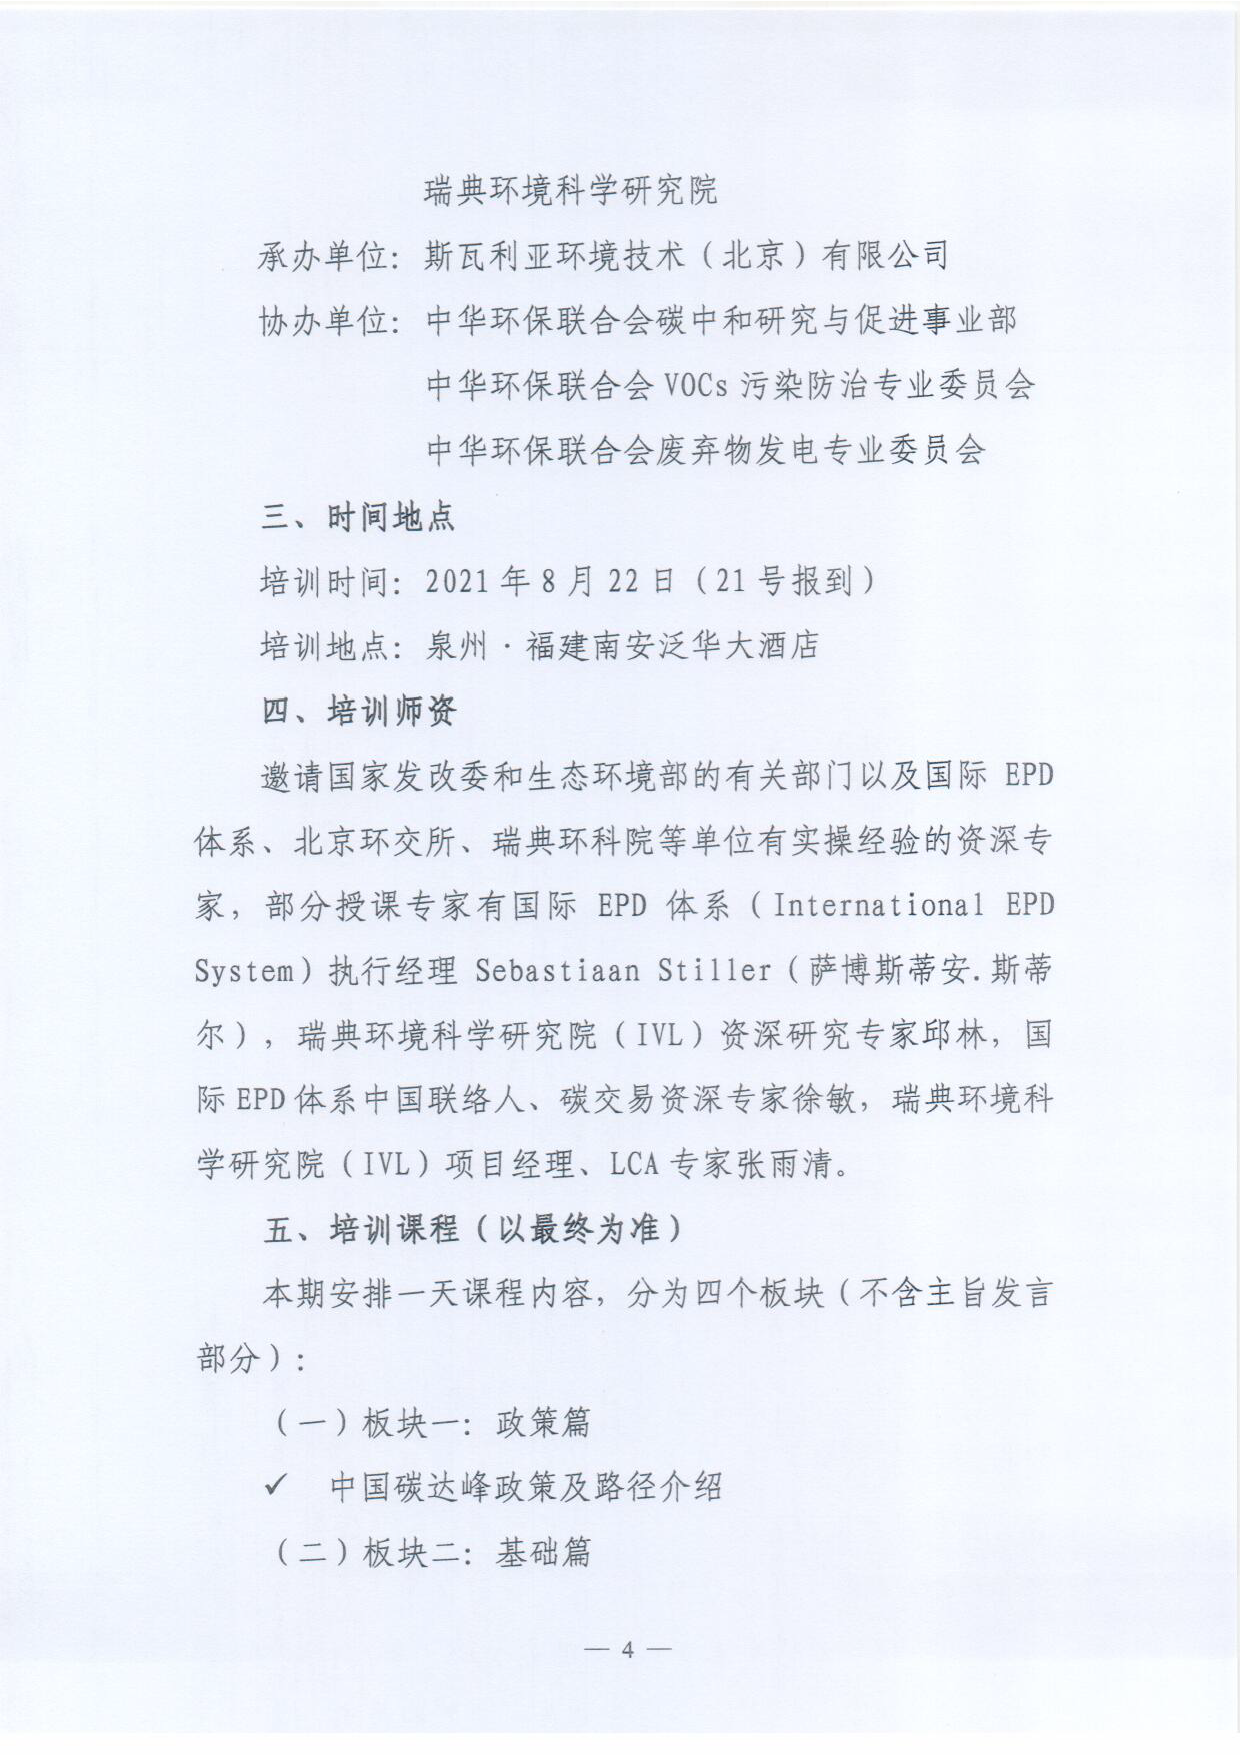 瑞典环境科学研究院
承办单位：斯瓦利亚环境技术（北京）有限公司
协办单位：中华环保联合会碳中和研究与促进事业部
中华环保联合会 VOCs 污染防治专业委员会
中华环保联合会废弃物发电专业委员会
三、时间地点
培训时间：2021 年 8 月 22 日（21 号报到）
培训地点：泉州·福建南安泛华大酒店
四、培训师资
邀请国家发改委和生态环境部的有关部门以及国际 EPD
体系、北京环交所、瑞典环科院等单位有实操经验的资深专
家，部分授课专家有国际 EPD 体系（International EPD
System）执行经理 Sebastiaan Stiller（萨博斯蒂安.斯蒂
尔），瑞典环境科学研究院（IVL）资深研究专家邱林，国
际 EPD 体系中国联络人、碳交易资深专家徐敏，瑞典环境科
学研究院（IVL）项目经理、LCA 专家张雨清。
五、培训课程（以最终为准）
本期安排一天课程内容，分为四个板块（不含主旨发言
部分）：
（一）板块一：政策篇
✓ 中国碳达峰政策及路径介绍
（二）板块二：基础篇
— 4 —